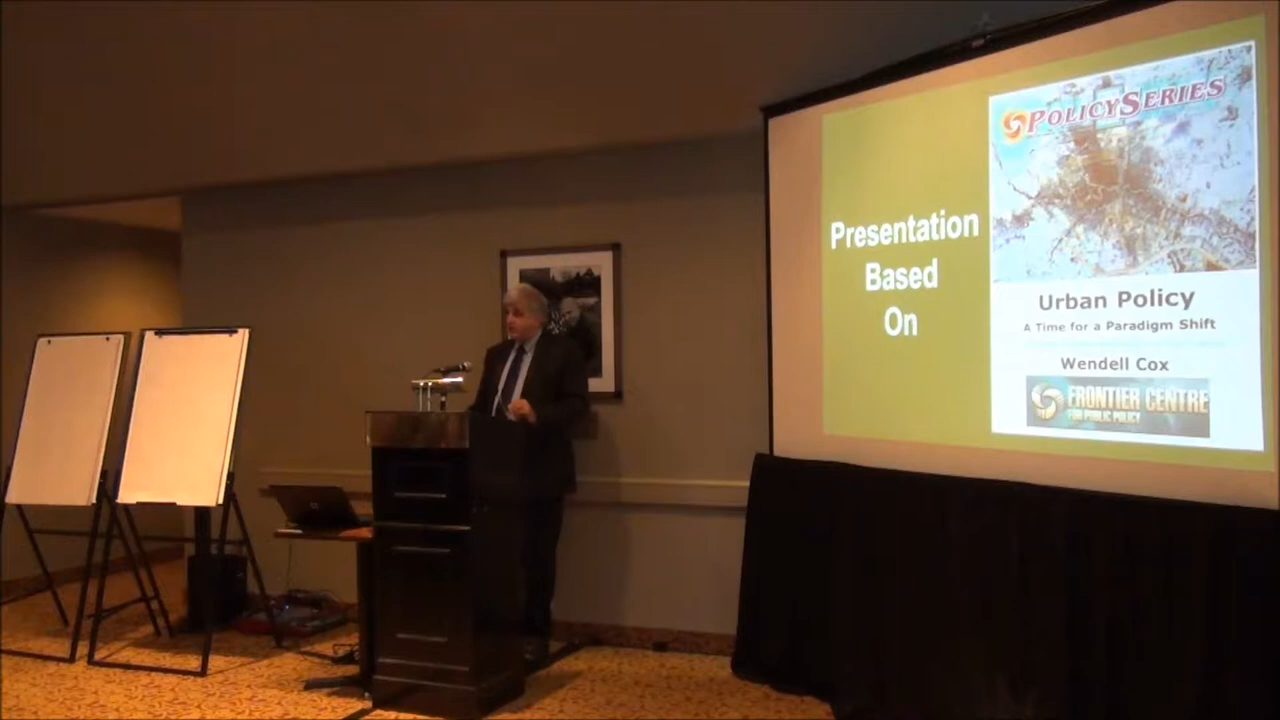 Presentation
Based
On
PolicySeries
Urban Policy
A Time for a Paradigm Shift
Wendell Cox
FRONTIER CENTRE
FOR PUBLIC POLICY